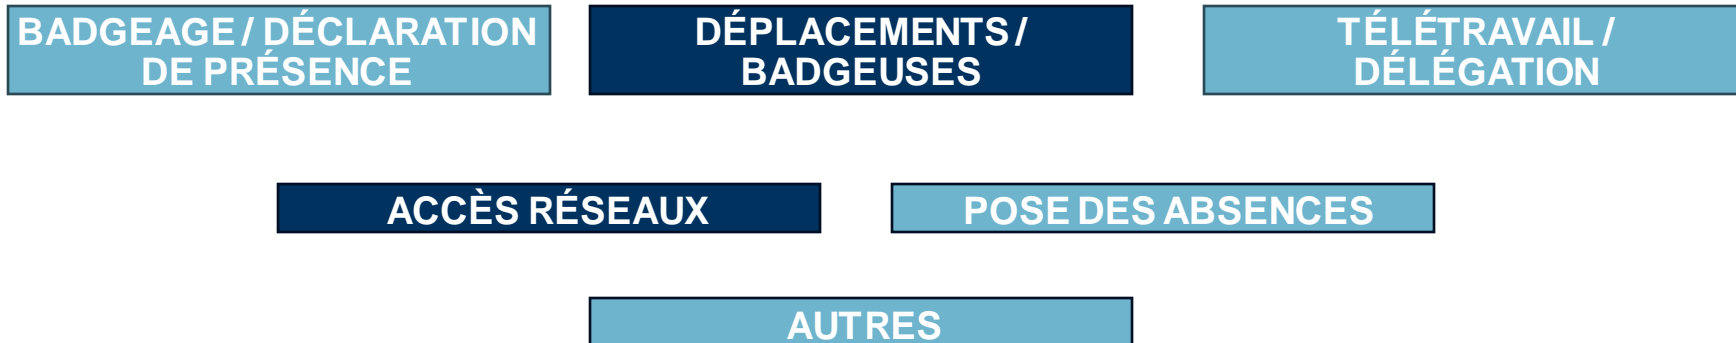 BADGEAGE / DÉCLARATION
DE PRÉSENCE
DÉPLACEMENTS /
BADGEUSES
TÉLÉTRAVAIL /
DÉLÉGATION
ACCÈS RÉSEAUX
POSE DES ABSENCES
AUTRES